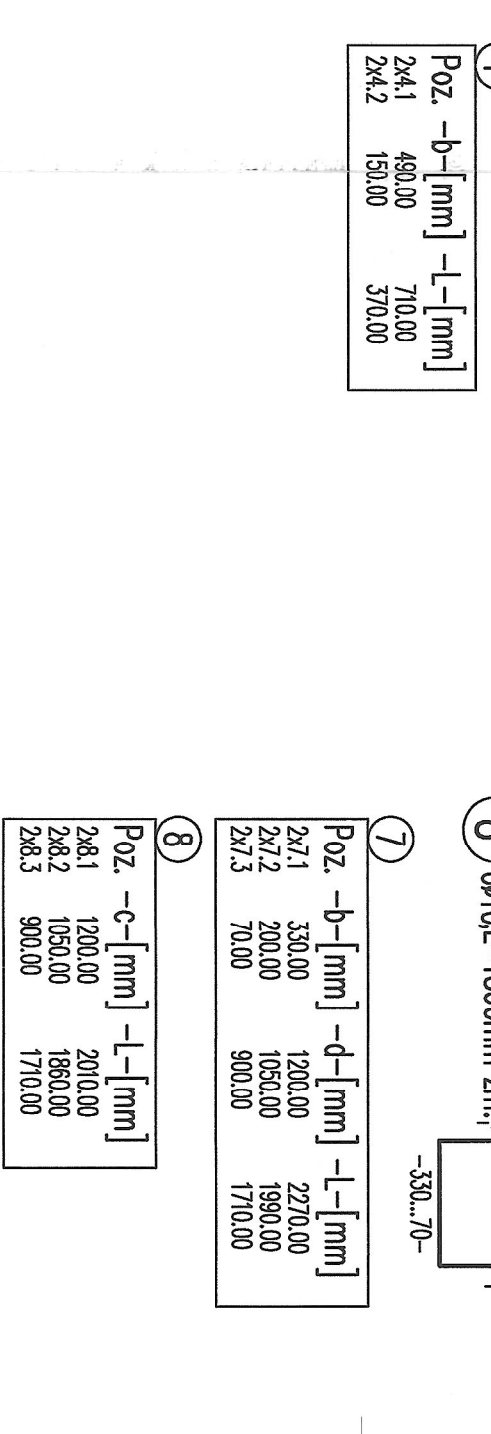 Poz. -b-[mm] -L-[mm]
2x4.1 490.00 710.00
2x4.2 150.00 370.00
-330...70-
7
Poz. -b-[mm] -d-[mm] -L-[mm]
2x7.1 330.00 1200.00 2270.00
2x7.2 200.00 1050.00 1990.00
2x7.3 70.00 900.00 1710.00
8
Poz. -c-[mm] -L-[mm]
2x8.1 1200.00 2010.00
2x8.2 1050.00 1860.00
2x8.3 900.00 1710.00